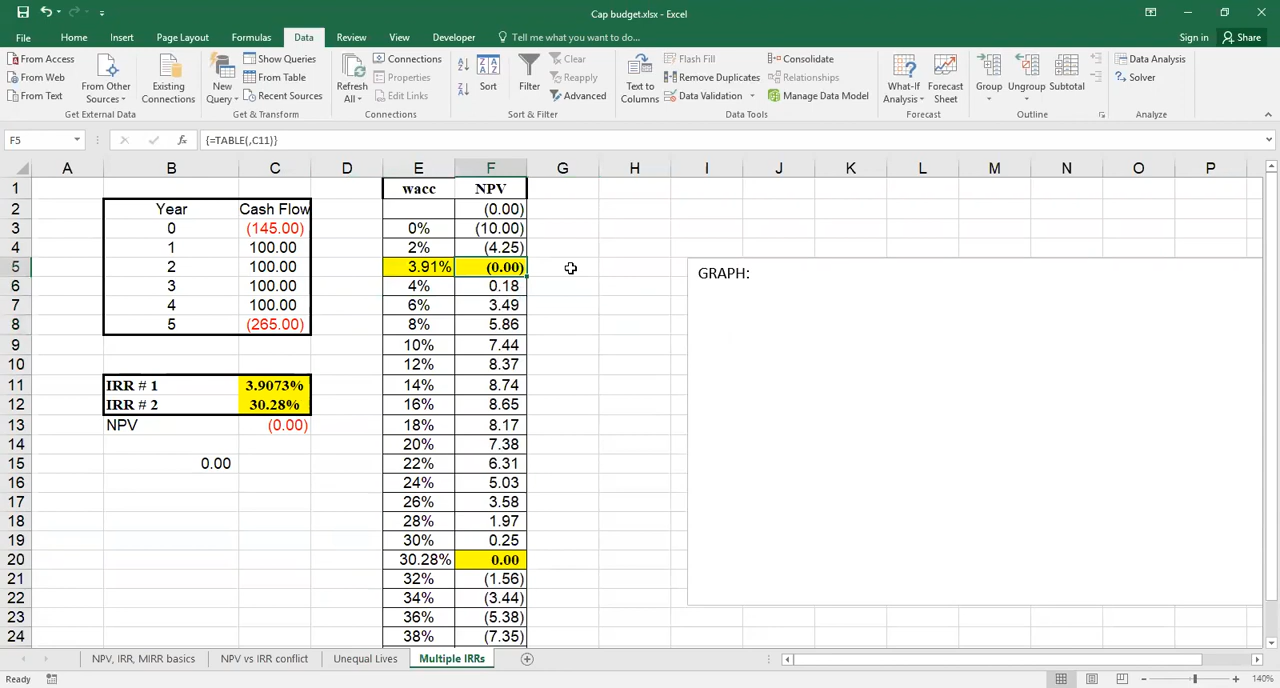 Cap budget.xlsx - Excel
File Home Insert Page Layout Formulas Data Review View Developer Tell me what you want to do... Sign in Share
From Access
From Web
From Text
From Other Sources
Existing Connections
Get External Data
New Query
Show Queries
From Table
Recent Sources
Get & Transform
Refresh All
Connections
Properties
Edit Links
Connections
Sort
Filter
Clear
Reapply
Advanced
Sort & Filter
Text to Columns
Flash Fill
Remove Duplicates
Data Validation
Consolidate
Relationships
Manage Data Model
Data Tools
What-If Analysis
Forecast Sheet
Forecast
Group
Ungroup
Subtotal
Outline
Data Analysis
Solver
Analyze
F5 fx {=TABLE(,C11)}
A B C D E F G H I J K L M N O P
1 wacc NPV
2 Year Cash Flow (0.00)
3 0 (145.00) 0% (10.00)
4 1 100.00 2% (4.25)
5 2 100.00 3.91% (0.00) GRAPH:
6 3 100.00 4% 0.18
7 4 100.00 6% 3.49
8 5 (265.00) 8% 5.86
9 10% 7.44
10 12% 8.37
11 IRR # 1 3.9073% 14% 8.74
12 IRR # 2 30.28% 16% 8.65
13 NPV (0.00) 18% 8.17
14 20% 7.38
15 0.00 22% 6.31
16 24% 5.03
17 26% 3.58
18 28% 1.97
19 30% 0.25
20 30.28% 0.00
21 32% (1.56)
22 34% (3.44)
23 36% (5.38)
24 38% (7.35)
NPV, IRR, MIRR basics NPV vs IRR conflict Unequal Lives Multiple IRRs
Ready 140%